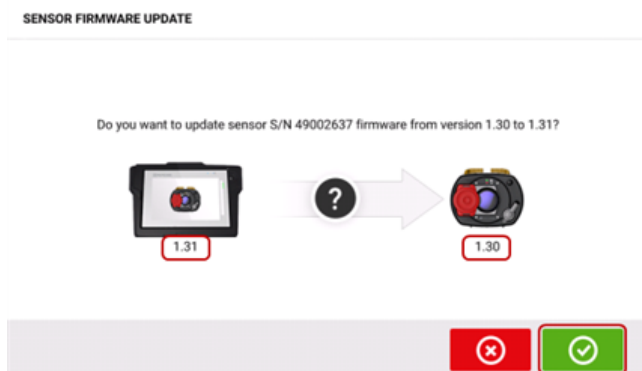 SENSOR FIRMWARE UPDATE
Do you want to update sensor S/N 49002637 firmware from version 1.30 to 1.31?
?
1.31
1.30